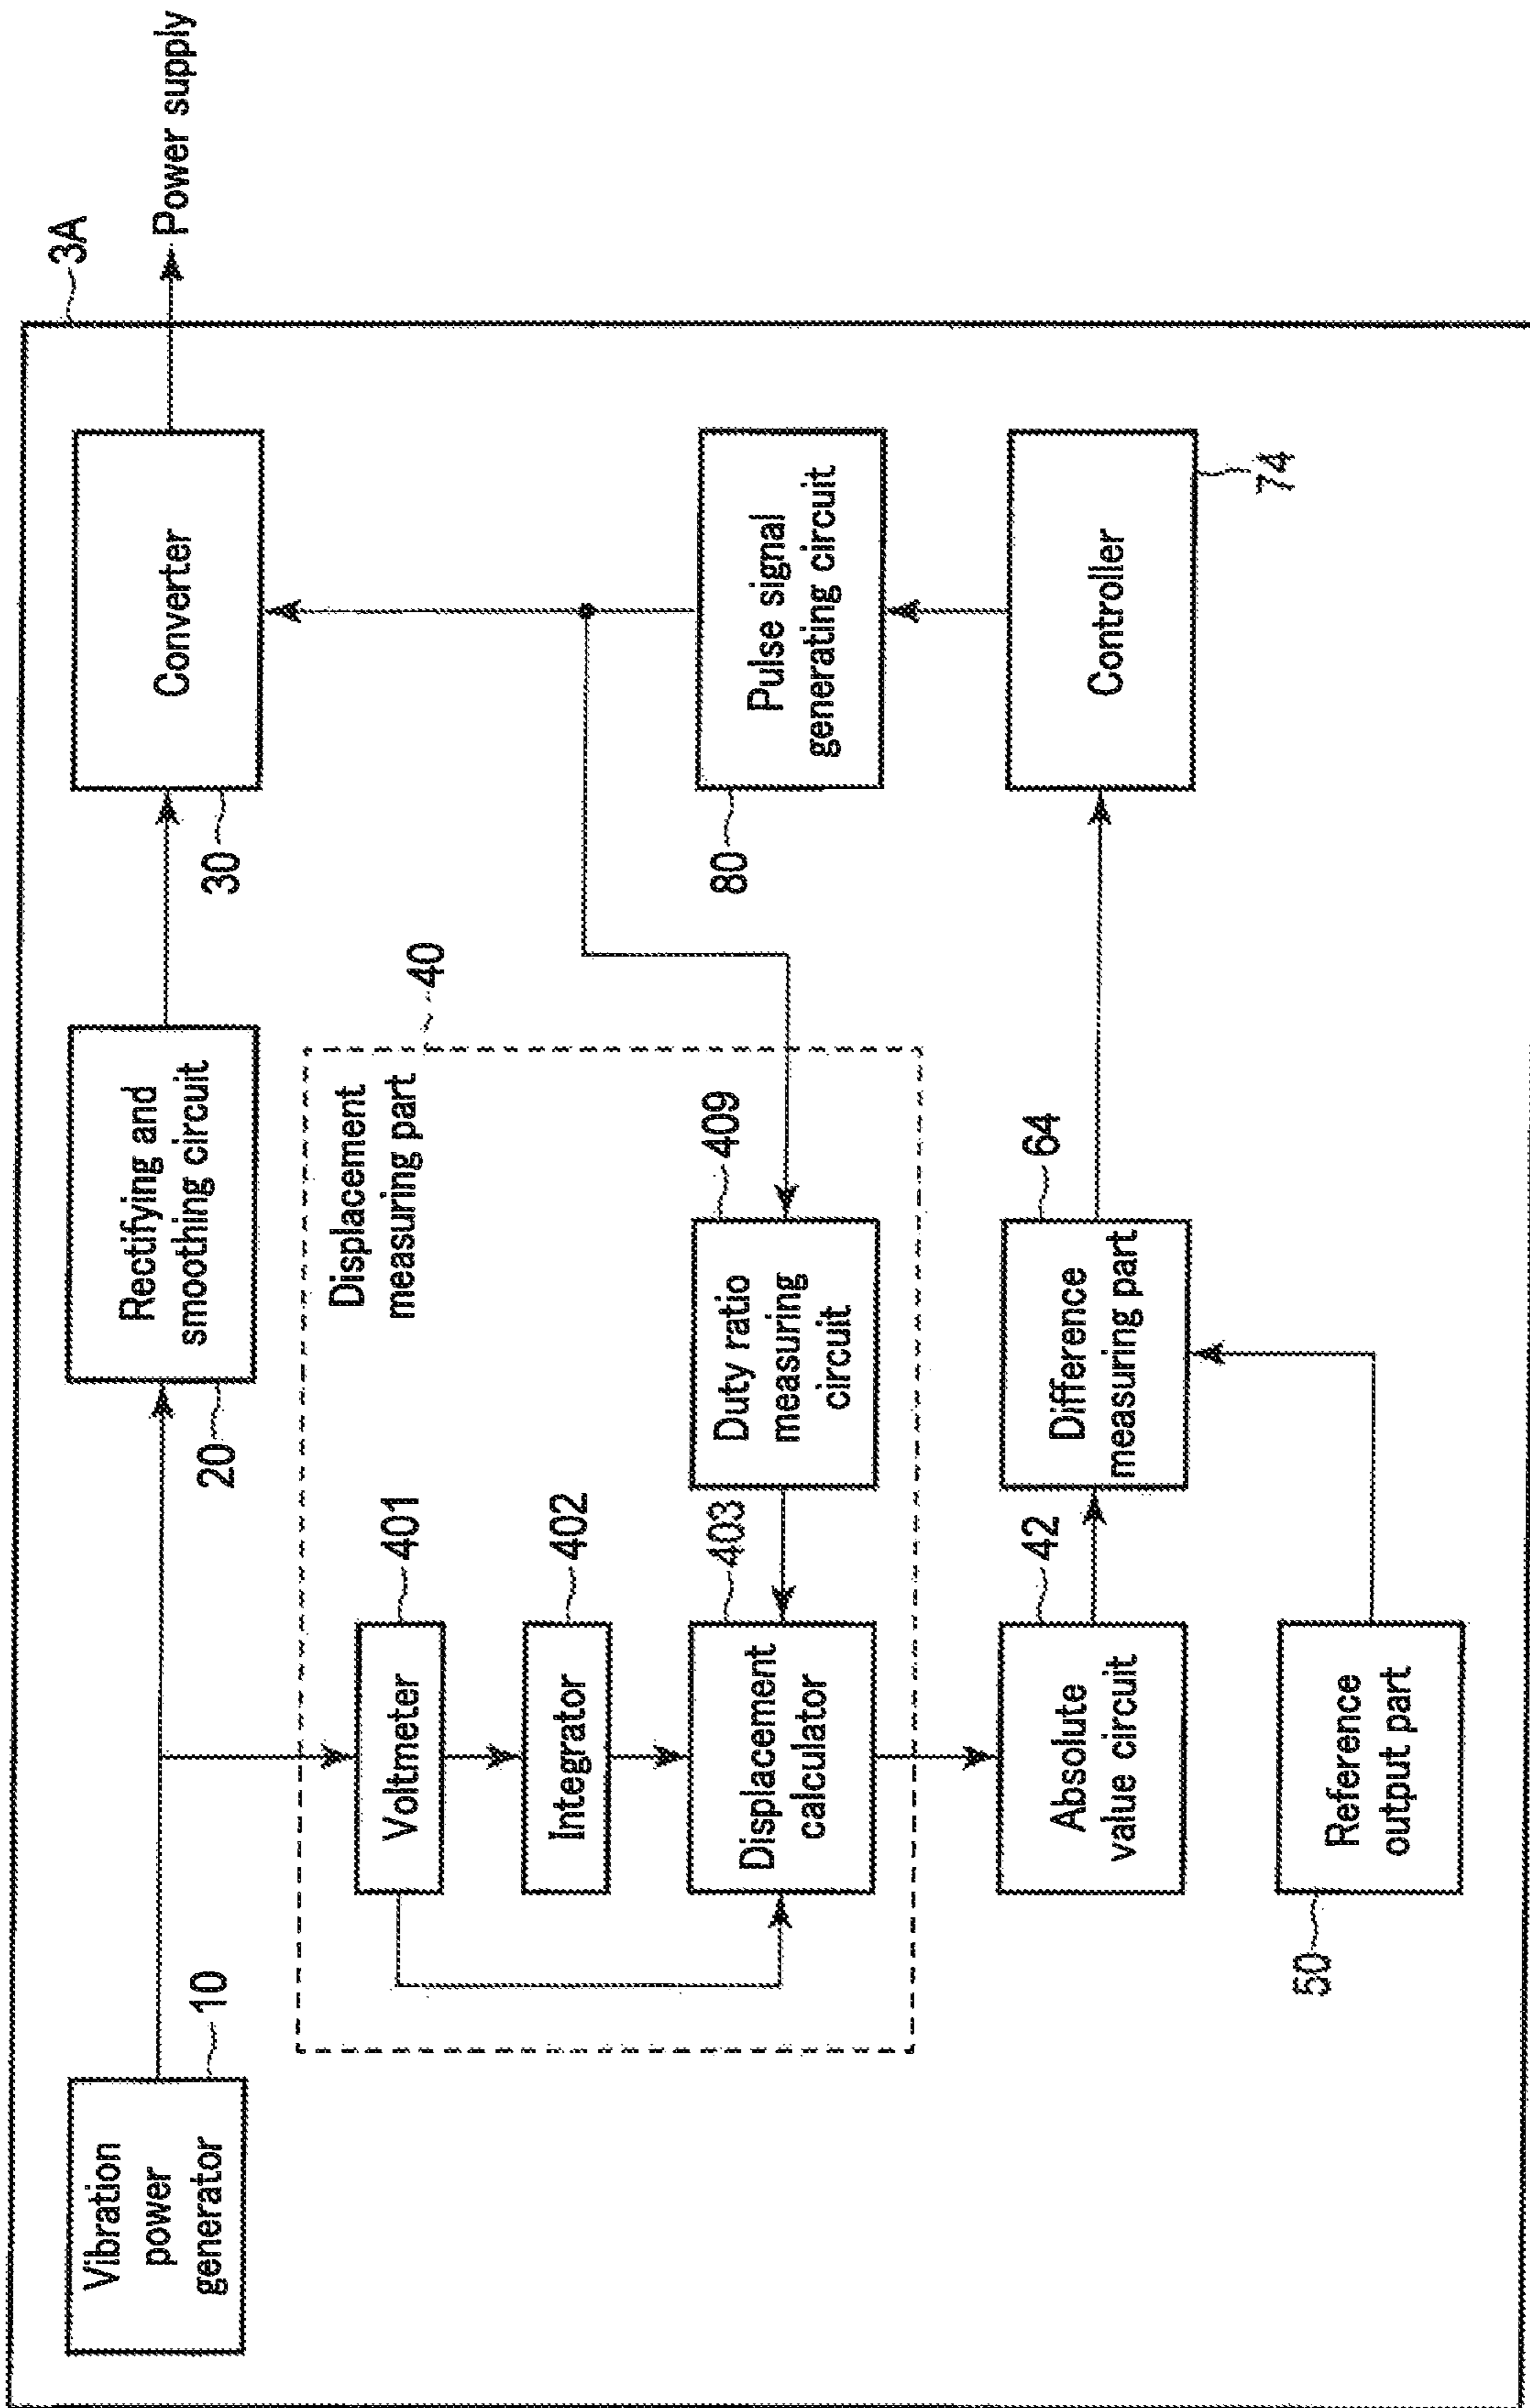 3A
Power supply
Vibration
power
generator
10
Rectifying and
smoothing circuit
20
Converter
30
Displacement
measuring part
40
Voltmeter
401
Integrator
402
Displacement
calculator
403
Duty ratio
measuring
circuit
409
Pulse signal
generating circuit
80
Absolute
value circuit
42
Difference
measuring part
64
Controller
74
Reference
output part
50